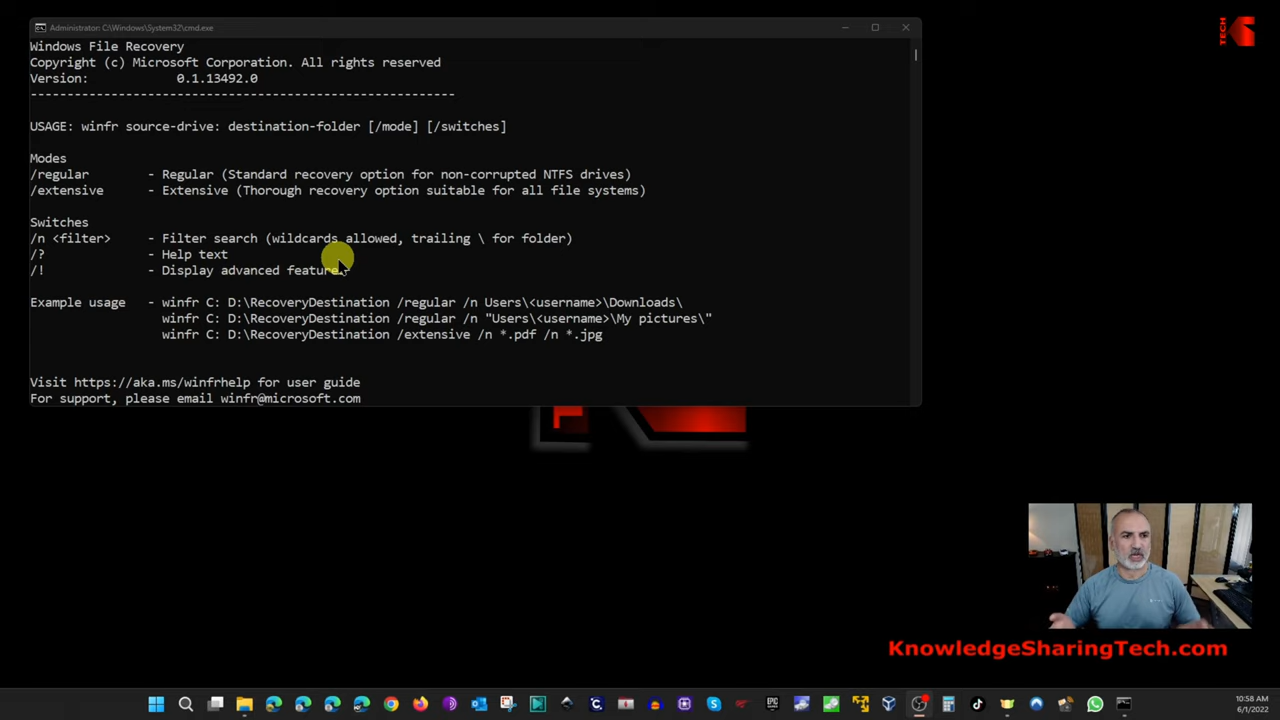 Administrator: C:\Windows\System32\cmd.exe
Windows File Recovery
Copyright (c) Microsoft Corporation. All rights reserved
Version: 0.1.13492.0
---------------------------------------------------------
USAGE: winfr source-drive: destination-folder [/mode] [/switches]
Modes
/regular - Regular (Standard recovery option for non-corrupted NTFS drives)
/extensive - Extensive (Thorough recovery option suitable for all file systems)
Switches
/n <filter> - Filter search (wildcards allowed, trailing \ for folder)
/? - Help text
/! - Display advanced features
Example usage - winfr C: D:\RecoveryDestination /regular /n Users\<username>\Downloads\
winfr C: D:\RecoveryDestination /regular /n "Users\<username>\My pictures\"
winfr C: D:\RecoveryDestination /extensive /n *.pdf /n *.jpg
Visit https://aka.ms/winfrhelp for user guide
For support, please email winfr@microsoft.com
TECH
KnowledgeSharingTech.com
10:58 AM
6/1/2022